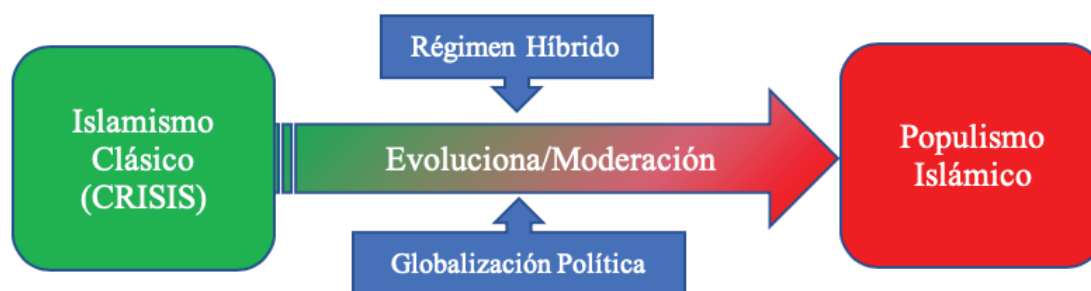 Régimen Híbrido
Islamismo
Clásico
(CRISIS)
Evoluciona/Moderación
Populismo
Islámico
Globalización Política